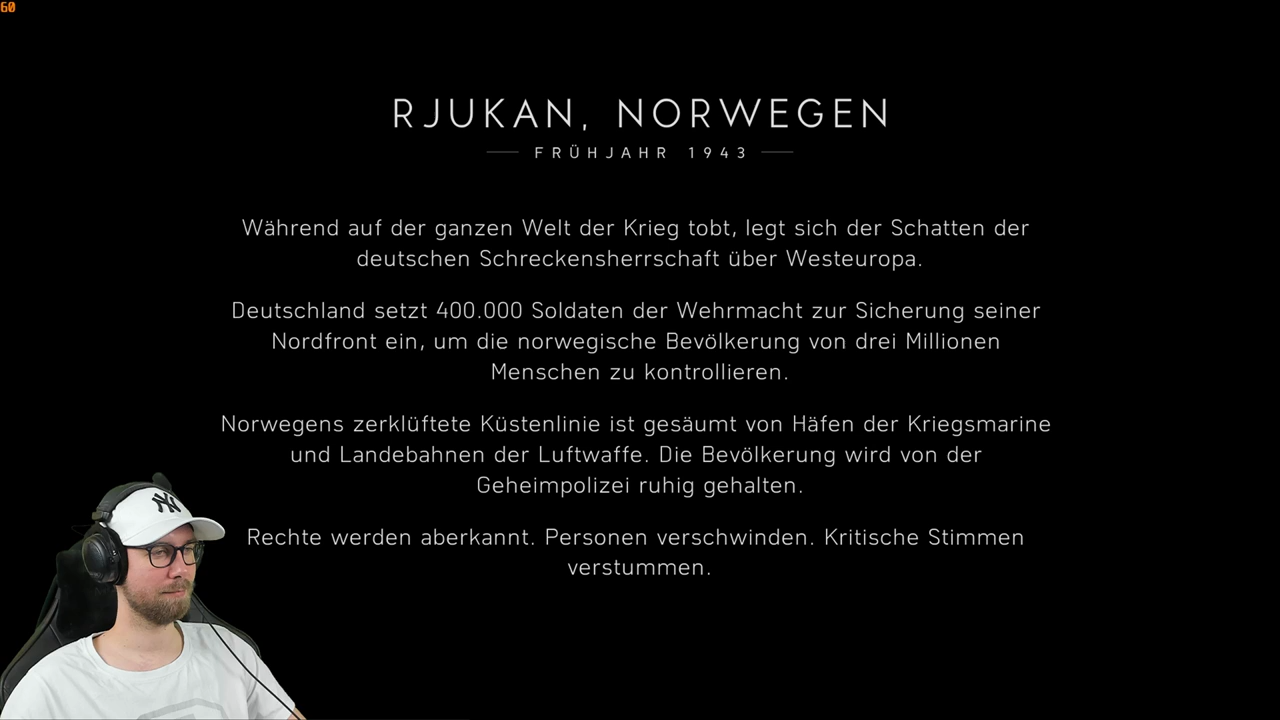 60
RJUKAN, NORWEGEN
FRÜHJAHR 1943
Während auf der ganzen Welt der Krieg tobt, legt sich der Schatten der
deutschen Schreckensherrschaft über Westeuropa.
Deutschland setzt 400.000 Soldaten der Wehrmacht zur Sicherung seiner
Nordfront ein, um die norwegische Bevölkerung von drei Millionen
Menschen zu kontrollieren.
Norwegens zerklüftete Küstenlinie ist gesäumt von Häfen der Kriegsmarine
und Landebahnen der Luftwaffe. Die Bevölkerung wird von der
Geheimpolizei ruhig gehalten.
Rechte werden aberkannt. Personen verschwinden. Kritische Stimmen
verstummen.
NY